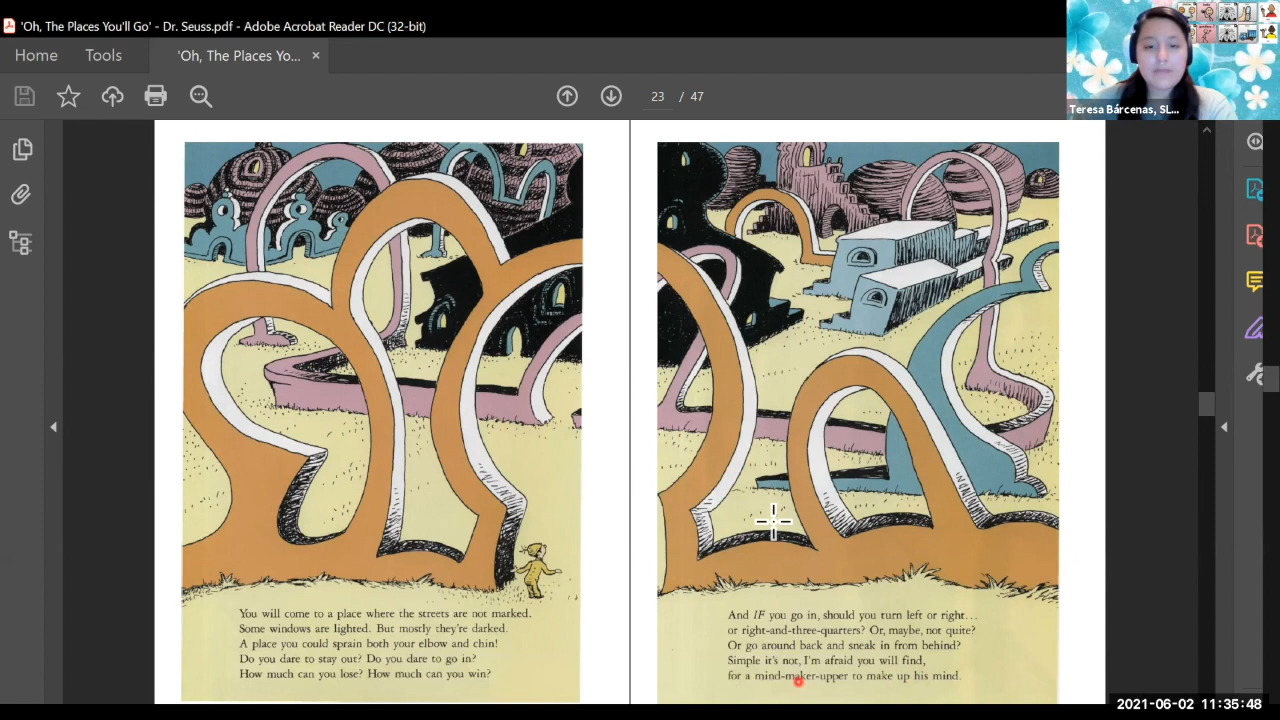 'Oh, The Places You'll Go' - Dr. Seuss.pdf - Adobe Acrobat Reader DC (32-bit)
Home Tools 'Oh, The Places Yo... ×
23 / 47
Teresa Bárcenas, SL...
You will come to a place where the streets are not marked.
Some windows are lighted. But mostly they're darked.
A place you could sprain both your elbow and chin!
Do you dare to stay out? Do you dare to go in?
How much can you lose? How much can you win?
And IF you go in, should you turn left or right...
or right-and-three-quarters? Or, maybe, not quite?
Or go around back and sneak in from behind?
Simple it's not, I'm afraid you will find,
for a mind-maker-upper to make up his mind.
2021-06-02 11:35:48